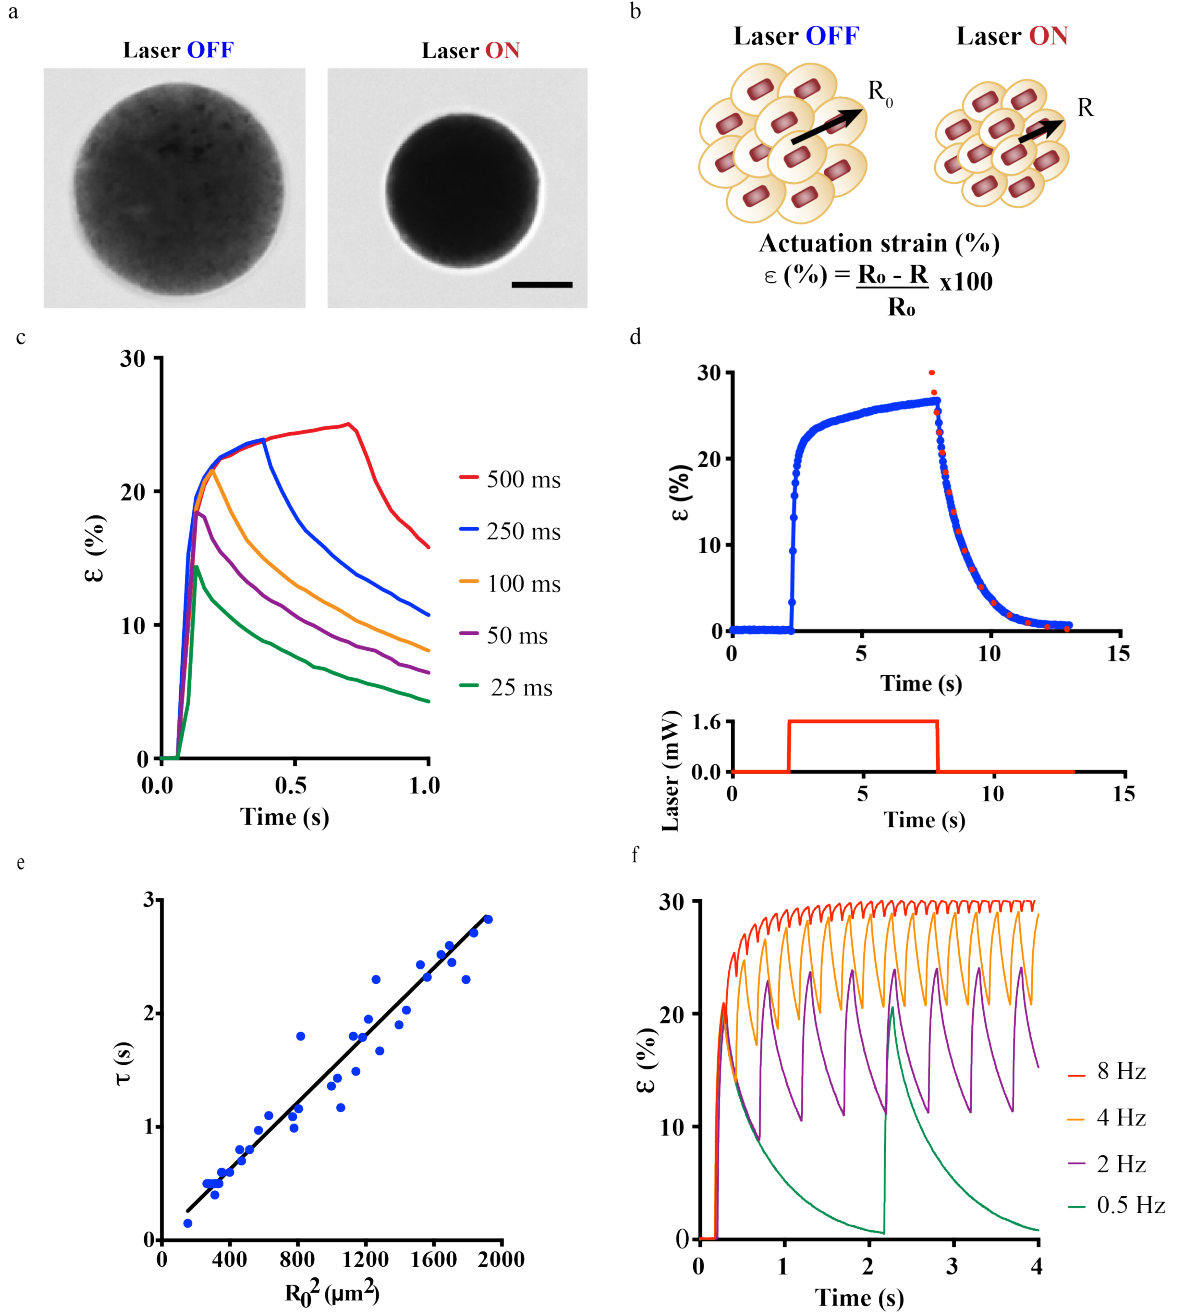 a
Laser OFF
Laser ON
b
Laser OFF
Laser ON
R₀
R
Actuation strain (%)
ε (%) = R₀ - R x100
R₀
c
30
20
10
0
ε (%)
0.0
0.5
1.0
Time (s)
500 ms
250 ms
100 ms
50 ms
25 ms
d
30
20
10
0
ε (%)
0
5
10
15
Time (s)
1.6
0.0
Laser (mW)
0
5
10
15
Time (s)
e
3
2
1
0
τ (s)
0
400
800
1200
1600
2000
R₀² (µm²)
f
30
20
10
0
ε (%)
0
1
2
3
4
Time (s)
8 Hz
4 Hz
2 Hz
0.5 Hz